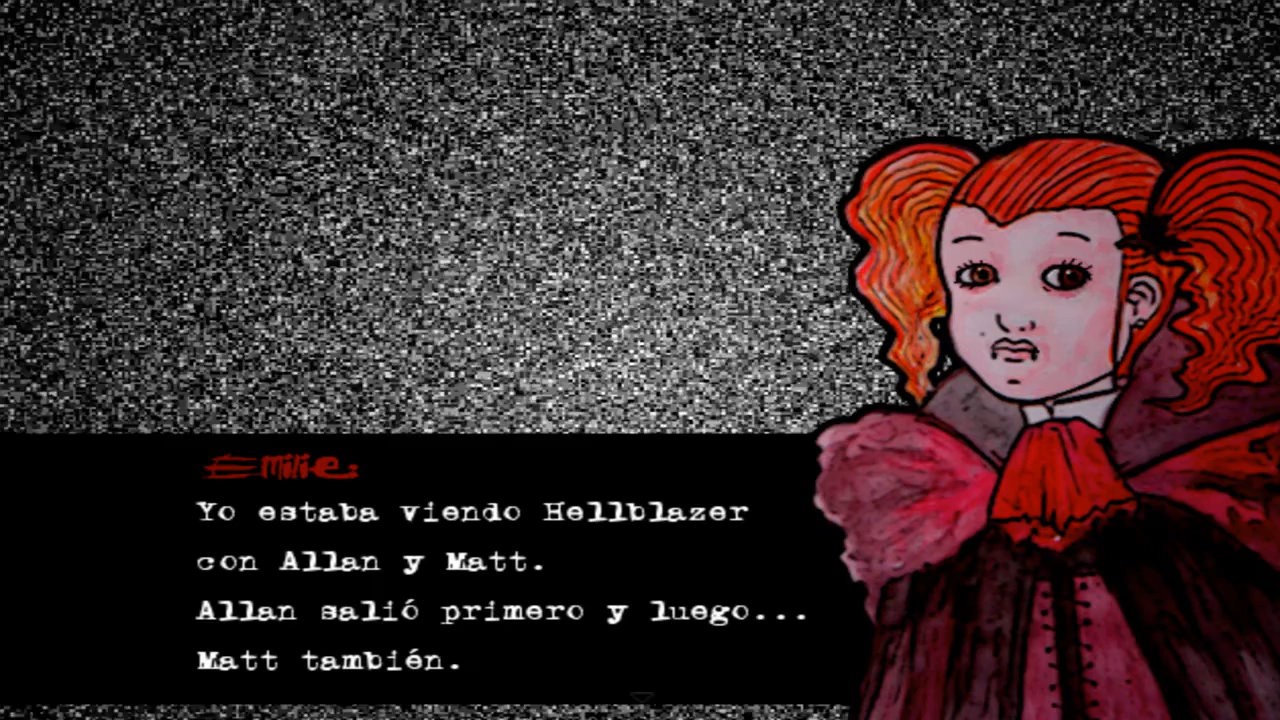 Emilie:
Yo estaba viendo Hellblazer
con Allan y Matt.
Allan salió primero y luego...
Matt también.